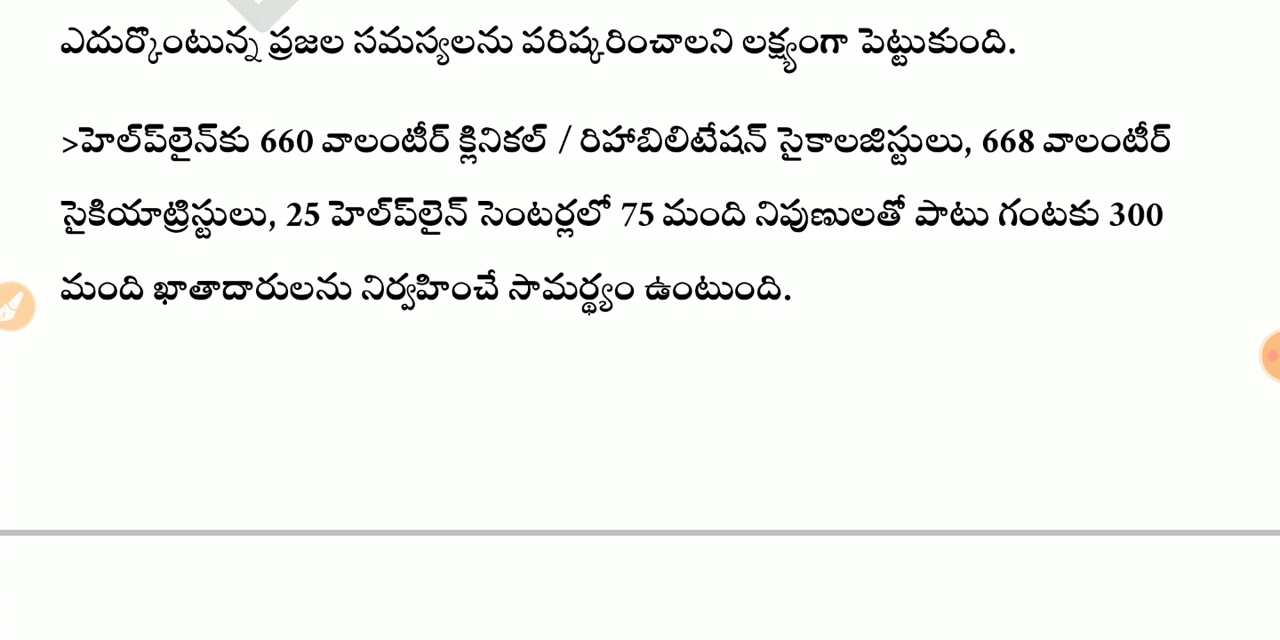 ఎదుర్కొంటున్న ప్రజల సమస్యలను పరిష్కరించాలని లక్ష్యంగా పెట్టుకుంది.
>హెల్ప్‌లైన్‌కు 660 వాలంటీర్ క్లినికల్ / రిహాబిలిటేషన్ సైకాలజిస్టులు, 668 వాలంటీర్
సైకియాట్రిస్టులు, 25 హెల్ప్‌లైన్ సెంటర్లలో 75 మంది నిపుణులతో పాటు గంటకు 300
మంది ఖాతాదారులను నిర్వహించే సామర్థ్యం ఉంటుంది.